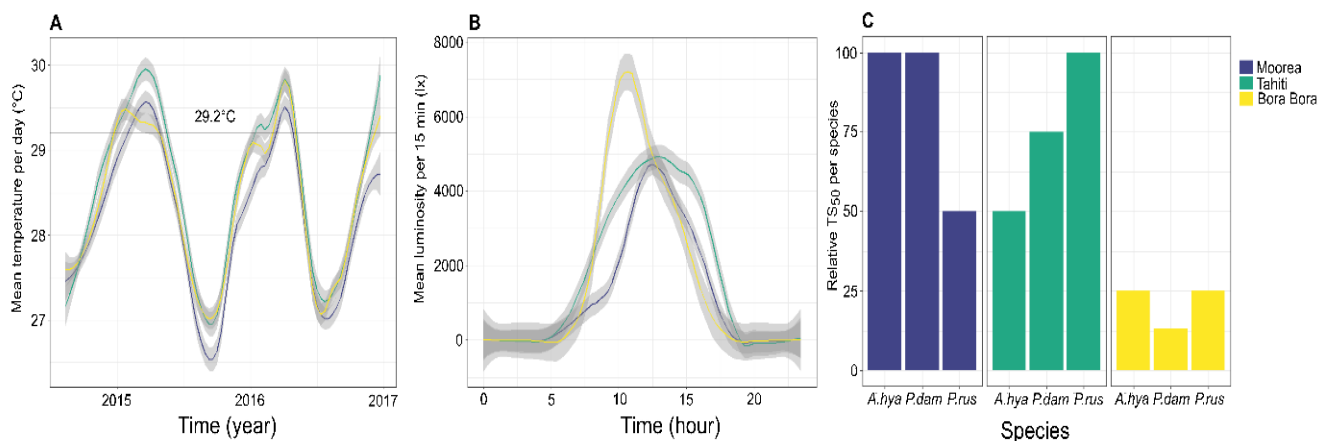 A
Mean temperature per day (°C)
30
29
28
27
29.2°C
2015
2016
2017
Time (year)
B
Mean luminosity per 15 min (lx)
8000
6000
4000
2000
0
0
5
10
15
20
Time (hour)
C
Relative TS50 per species
100
75
50
25
0
A.hya P.dam P.rus
A.hya P.dam P.rus
A.hya P.dam P.rus
Species
Moorea
Tahiti
Bora Bora